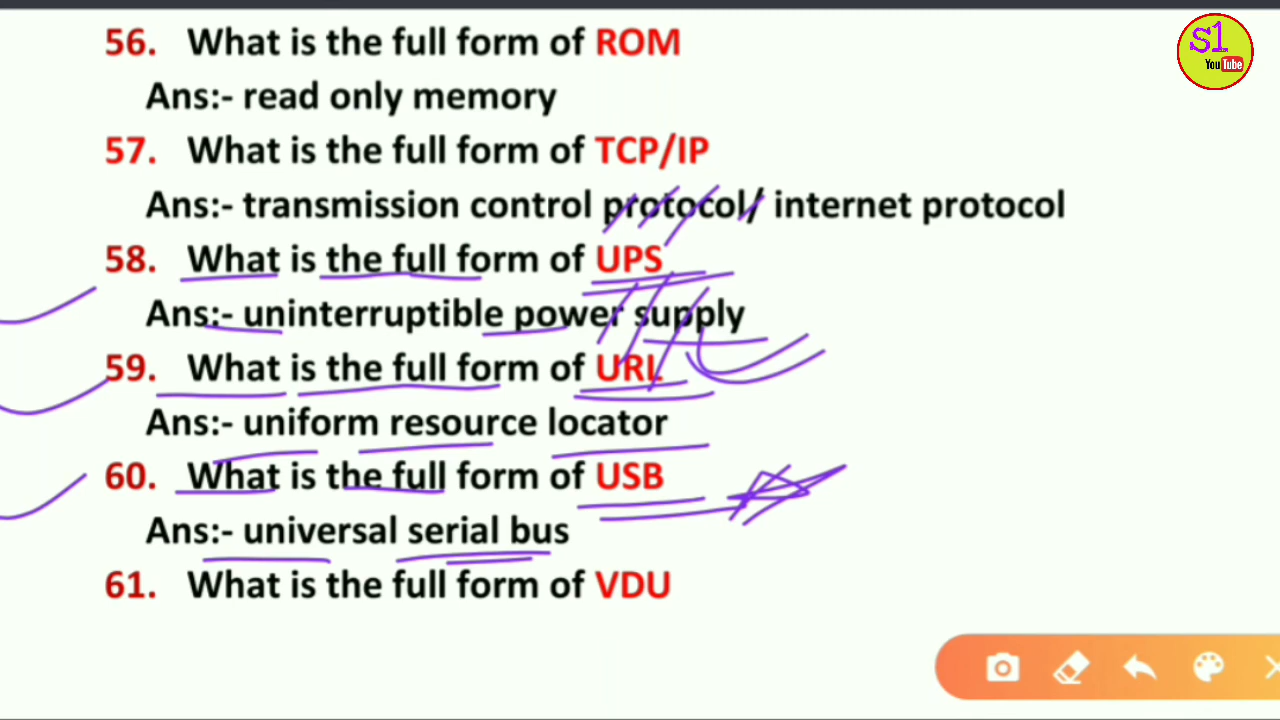 56. What is the full form of ROM
Ans:- read only memory
57. What is the full form of TCP/IP
Ans:- transmission control protocol/ internet protocol
58. What is the full form of UPS
Ans:- uninterruptible power supply
59. What is the full form of URL
Ans:- uniform resource locator
60. What is the full form of USB
Ans:- universal serial bus
61. What is the full form of VDU
S1
YouTube